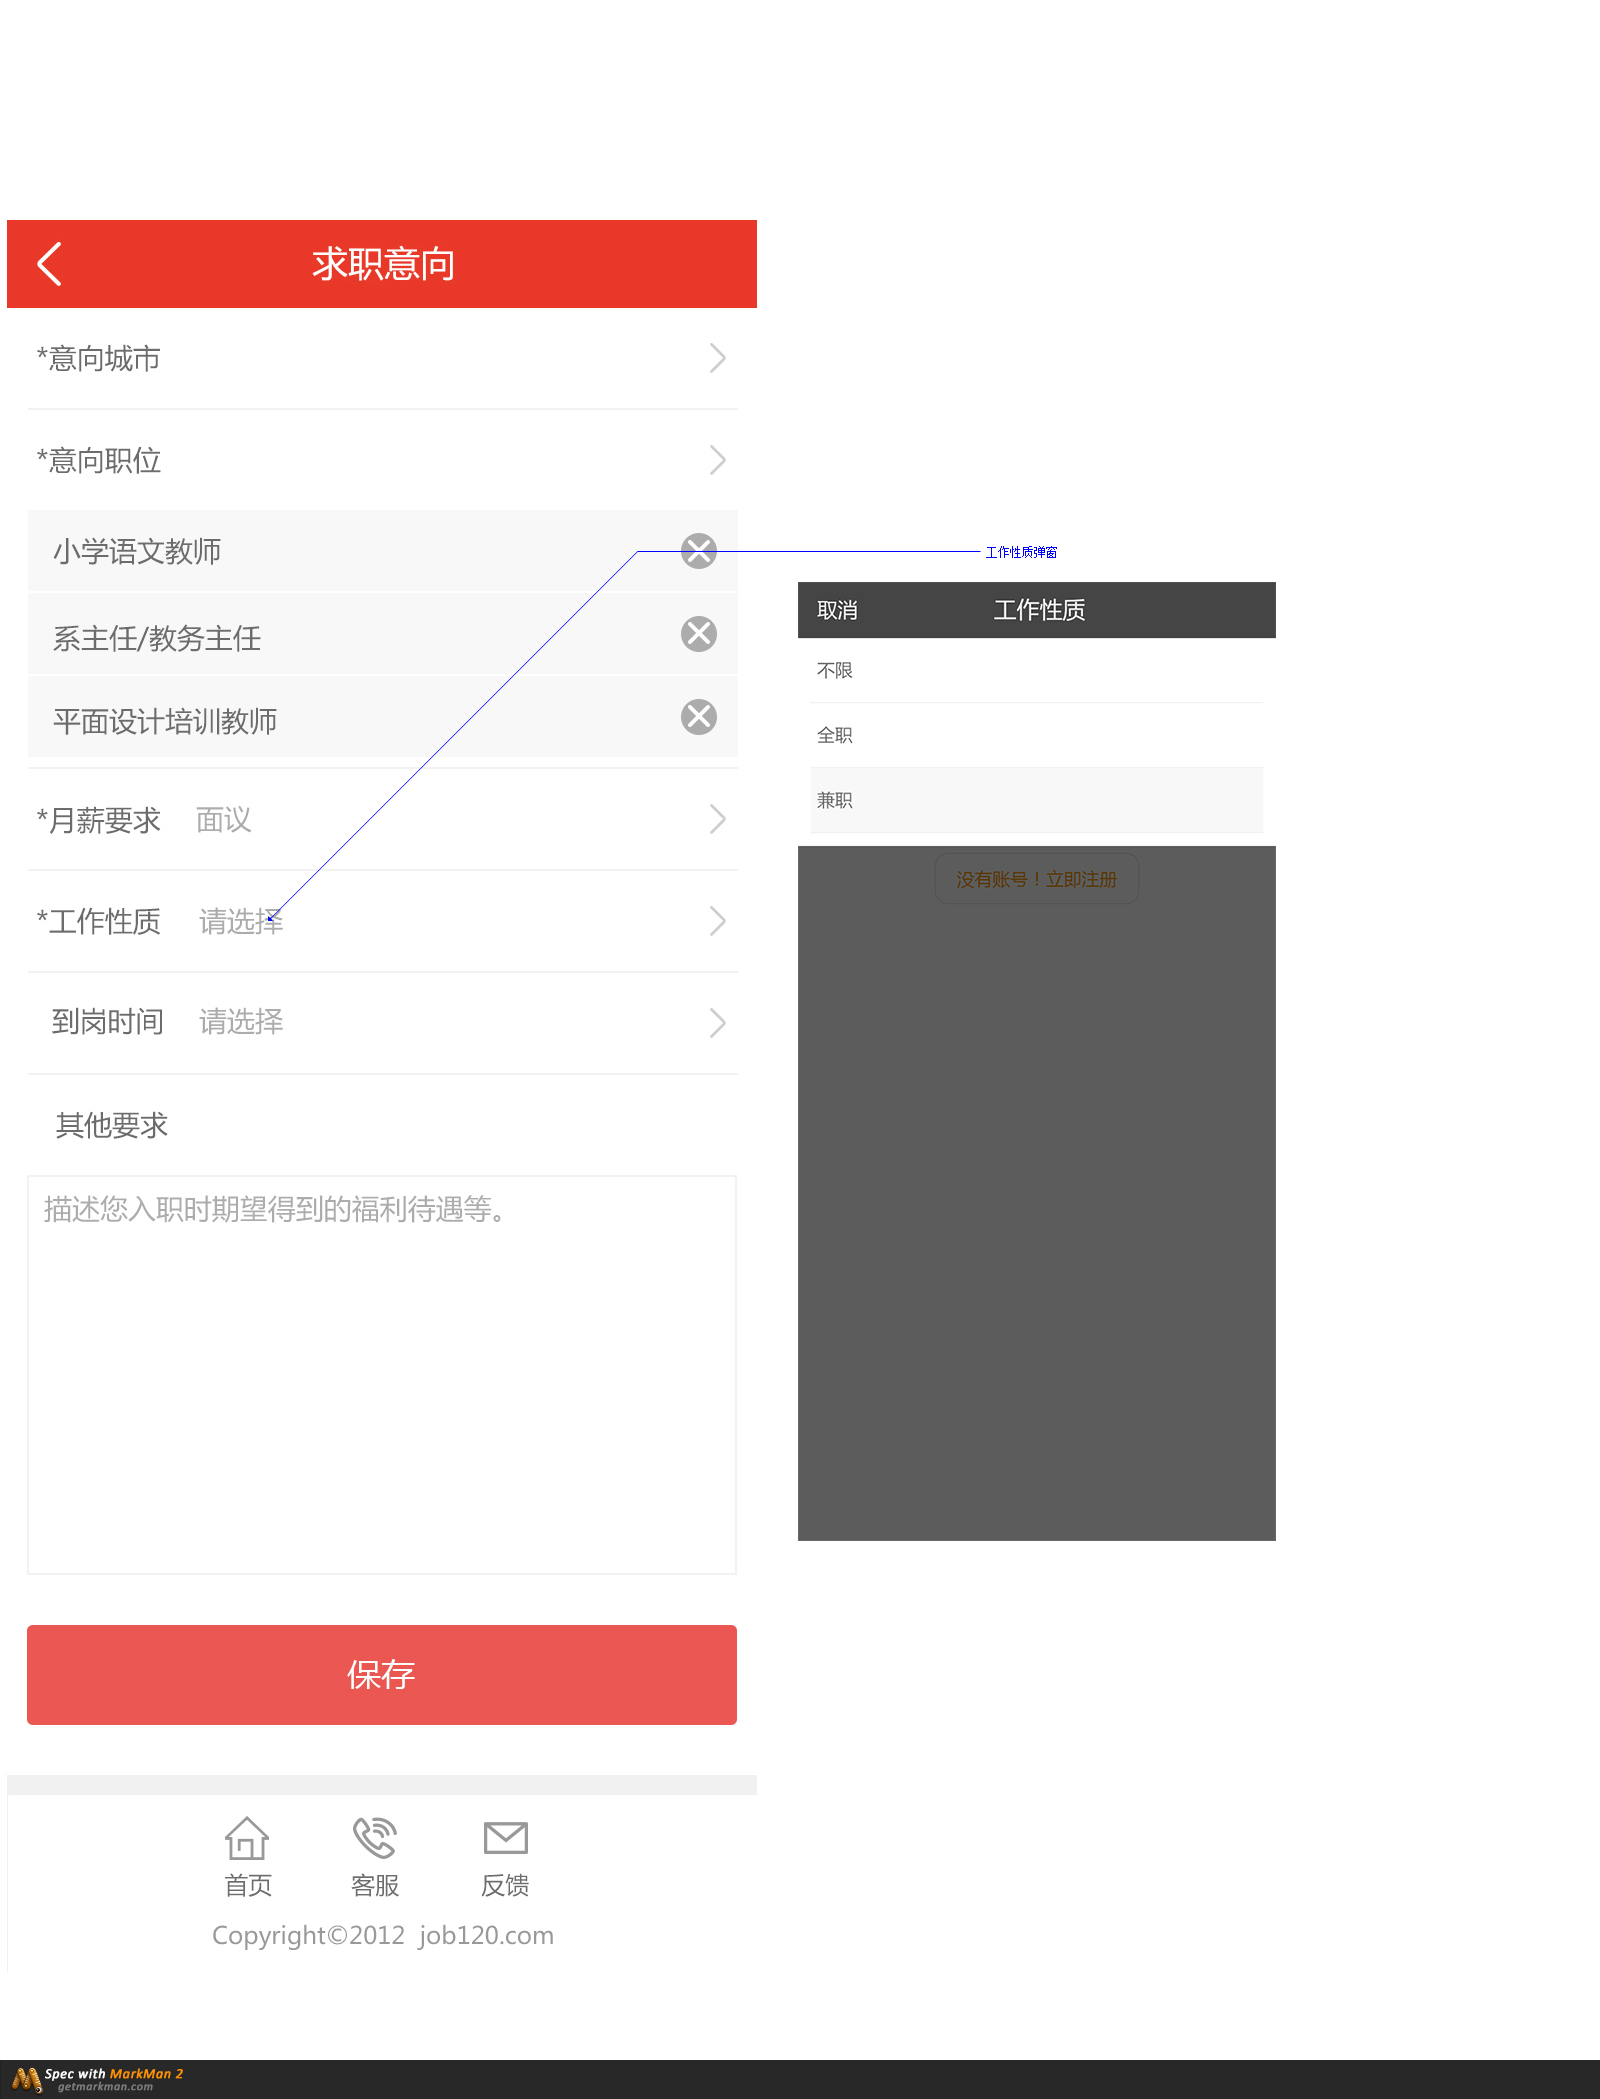 求职意向
*意向城市
*意向职位
小学语文教师
系主任/教务主任
平面设计培训教师
*月薪要求 面议
*工作性质 请选择
到岗时间 请选择
其他要求
描述您入职时期望得到的福利待遇等。
保存
首页 客服 反馈
Copyright©2012 job120.com
工作性质弹窗
取消 工作性质
不限
全职
兼职
没有账号！立即注册
Spec with MarkMan 2
getmarkman.com